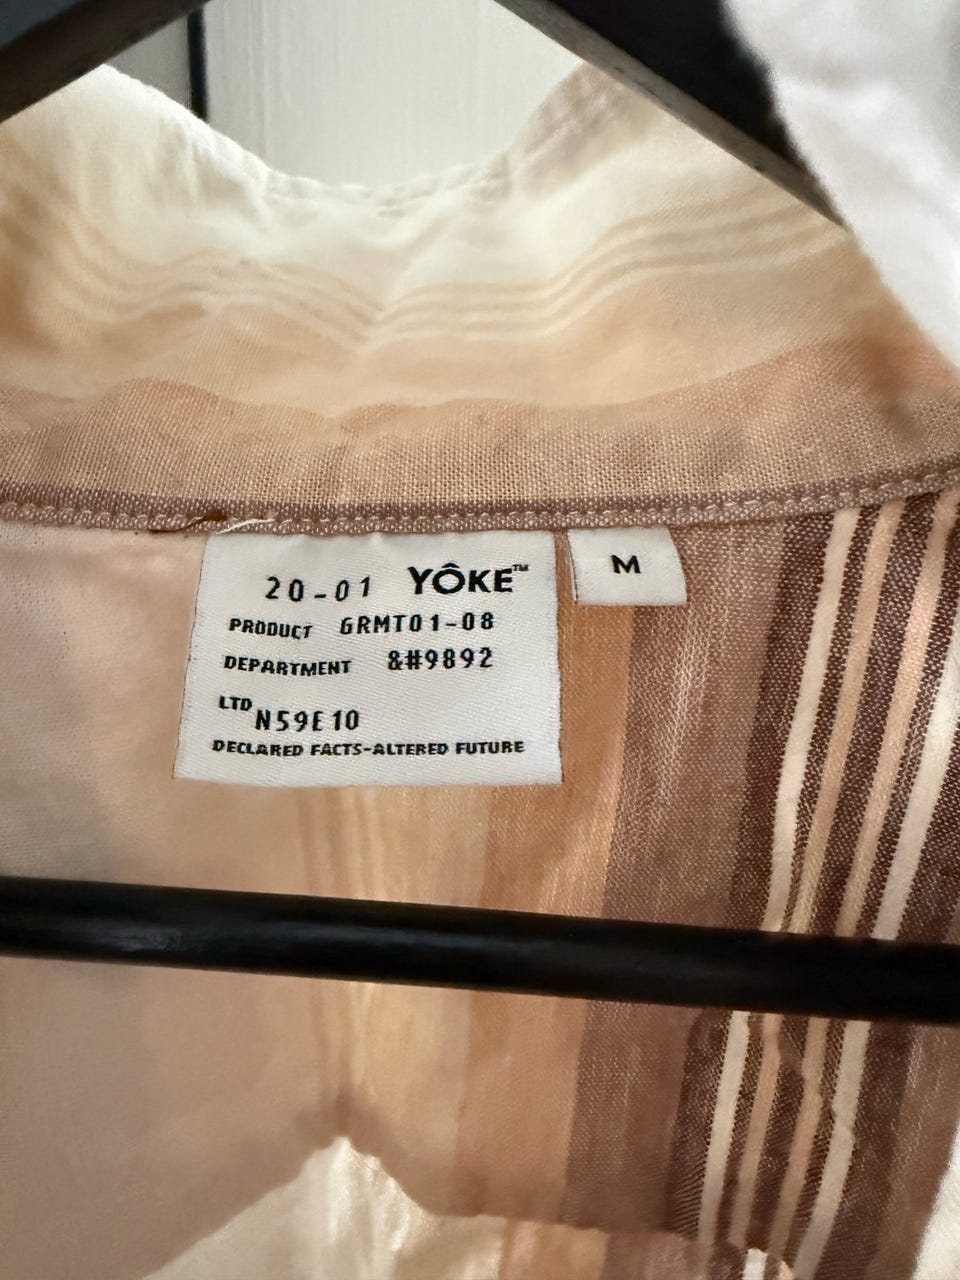 20-01 YÔKE™
PRODUCT GRMT01-08
DEPARTMENT &#9892
LTD N59E10
DECLARED FACTS-ALTERED FUTURE
M